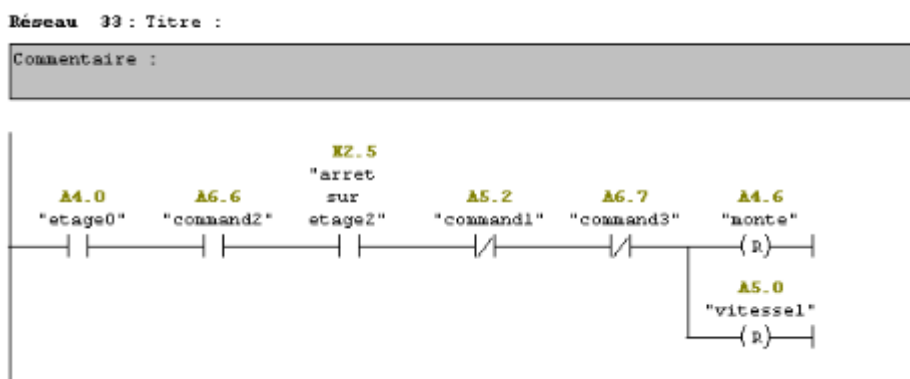 Réseau 33 : Titre :
Commentaire :
E2.5
"arret
A4.0 A6.6 sur A5.2 A6.7 A4.6
"etage0" "command2" etage2" "command1" "command3" "monte"
(R)
A5.0
"vitesse1"
(R)